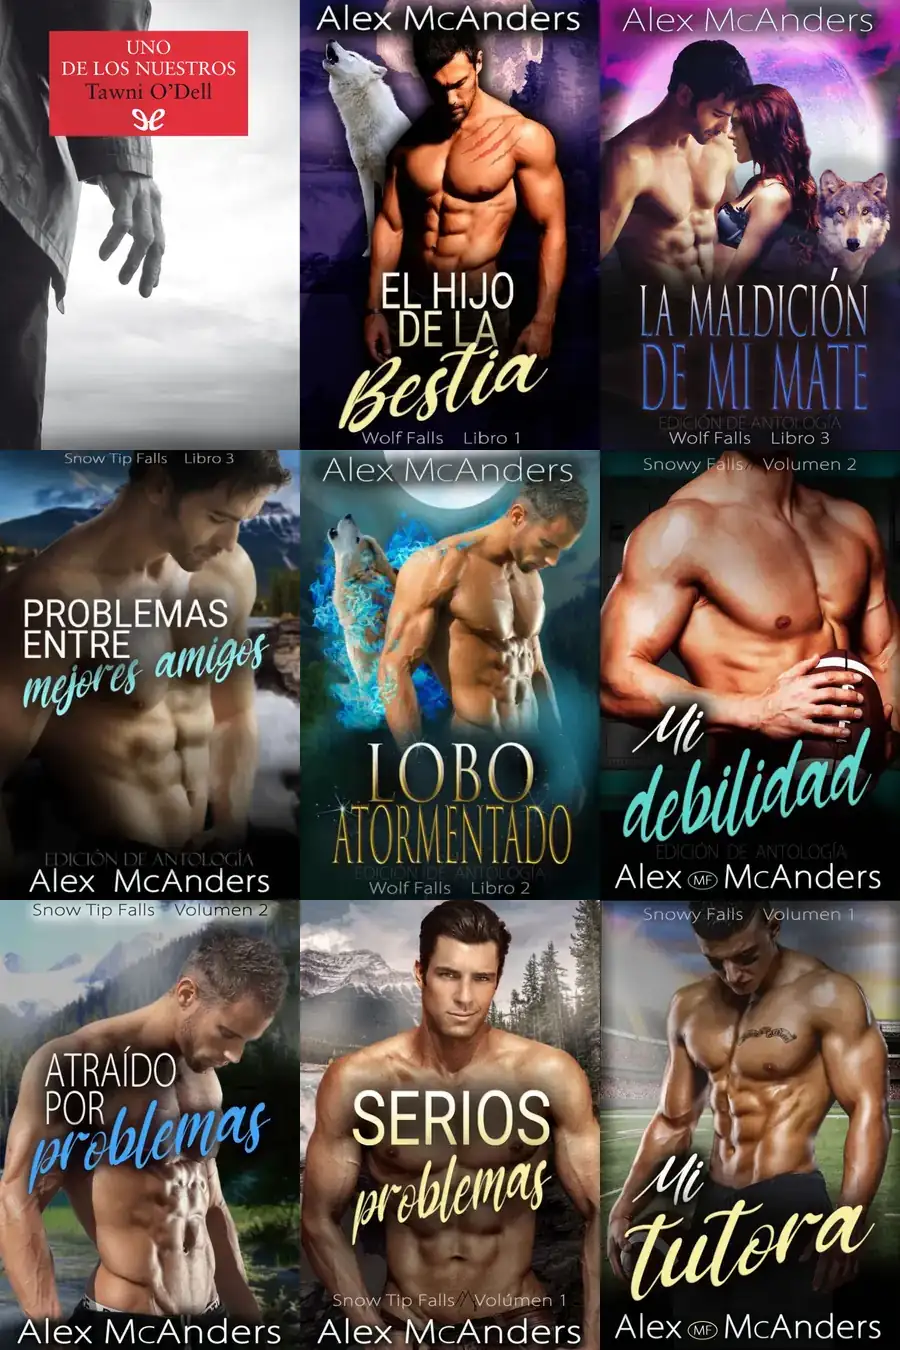 UNO
DE LOS NUESTROS
Tawni O'Dell
Alex McAnders
EL HIJO
DE LA
Bestia
Wolf Falls Libro 1
Alex McAnders
LA MALDICIÓN
DE MI MATE
EDICIÓN DE ANTOLOGÍA
Wolf Falls Libro 3
Snow Tip Falls Libro 3
PROBLEMAS
ENTRE
mejores amigos
EDICIÓN DE ANTOLOGÍA
Alex McAnders
Alex McAnders
LOBO
ATORMENTADO
EDICIÓN DE ANTOLOGÍA
Wolf Falls Libro 2
Snowy Falls Volumen 2
Mi
debilidad
EDICIÓN DE ANTOLOGÍA
Alex MF McAnders
Snow Tip Falls Volumen 2
ATRAÍDO
POR
problemas
Alex McAnders
SERIOS
problemas
Snow Tip Falls Volúmen 1
Alex McAnders
Snowy Falls Volumen 1
Mi
tutora
Alex MF McAnders